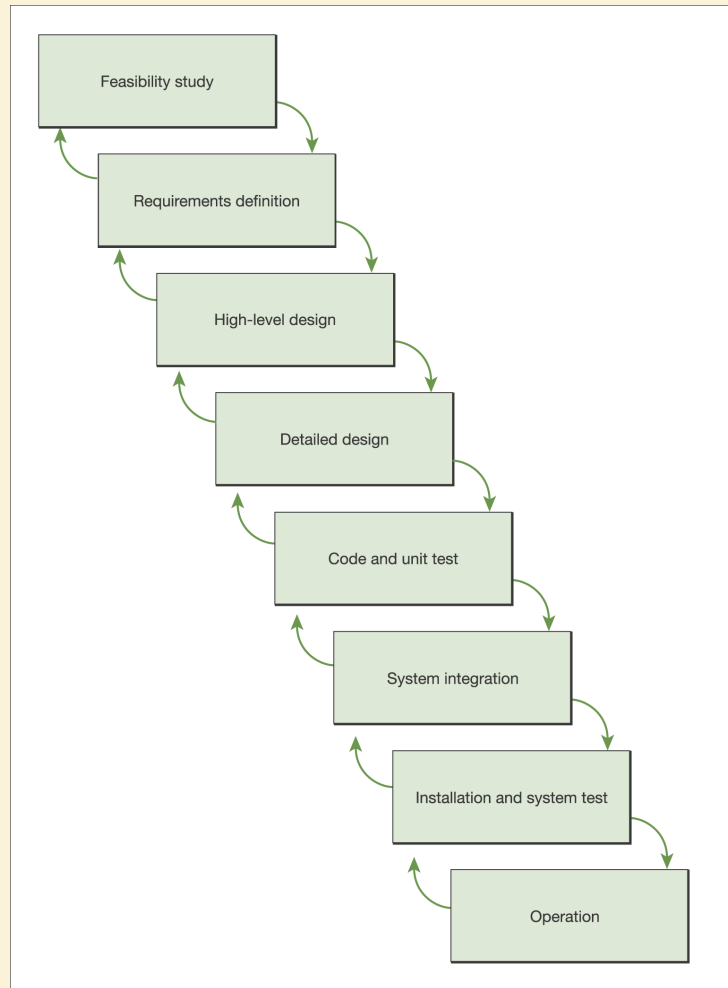 Feasibility study
Requirements definition
High-level design
Detailed design
Code and unit test
System integration
Installation and system test
Operation